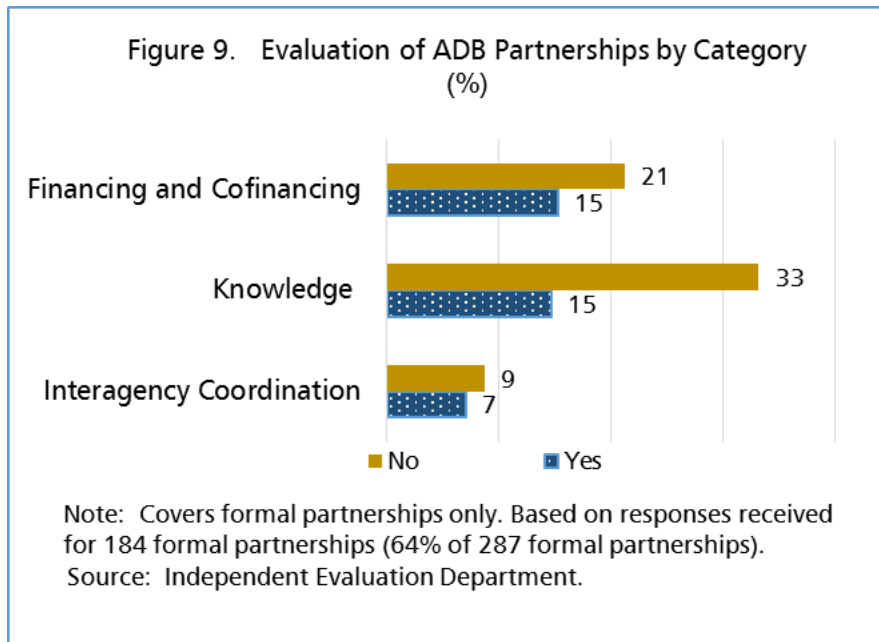 Figure 9. Evaluation of ADB Partnerships by Category
(%)
Financing and Cofinancing
21
15
Knowledge
33
15
Interagency Coordination
9
7
No Yes
Note: Covers formal partnerships only. Based on responses received
for 184 formal partnerships (64% of 287 formal partnerships).
Source: Independent Evaluation Department.